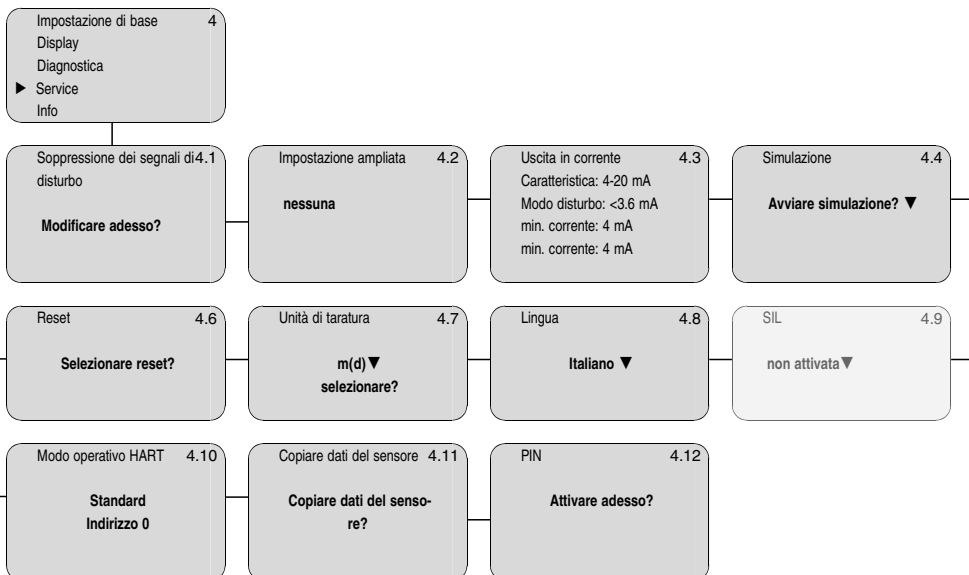 Impostazione di base 4
Display
Diagnostica
▶ Service
Info
Soppressione dei segnali di 4.1
disturbo
Modificare adesso?
Impostazione ampliata 4.2
nessuna
Uscita in corrente 4.3
Caratteristica: 4-20 mA
Modo disturbo: <3.6 mA
min. corrente: 4 mA
min. corrente: 4 mA
Simulazione 4.4
Avviare simulazione? ▼
Reset 4.6
Selezionare reset?
Unità di taratura 4.7
m(d)▼
selezionare?
Lingua 4.8
Italiano ▼
SIL 4.9
non attivata▼
Modo operativo HART 4.10
Standard
Indirizzo 0
Copiare dati del sensore 4.11
Copiare dati del senso-
re?
PIN 4.12
Attivare adesso?